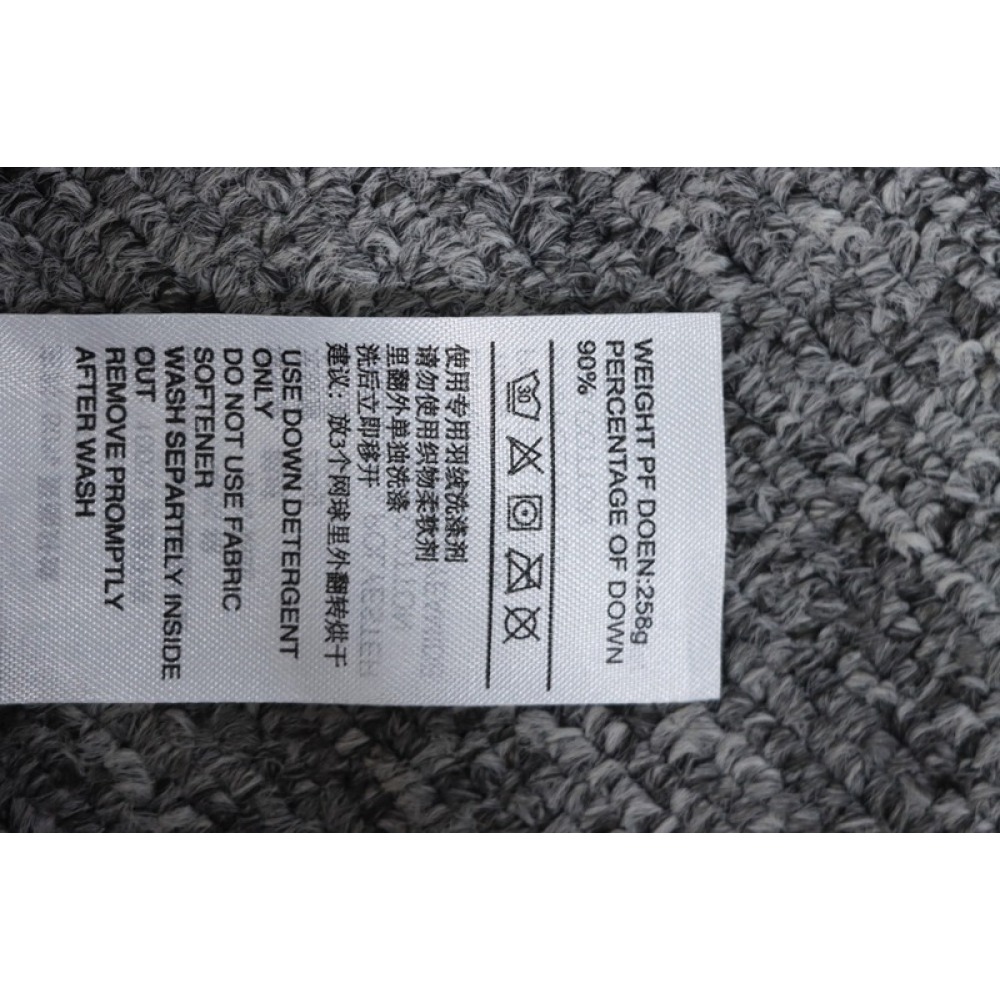 WEIGHT PF DOEN:258g
PERCENTAGE OF DOWN
90%
30
使用专用羽绒洗涤剂
请勿使用织物柔软剂
里翻外单独洗涤
洗后立即移开
建议：放3个网球里外翻转烘干
USE DOWN DETERGENT
ONLY
DO NOT USE FABRIC
SOFTENER
WASH SEPARTELY INSIDE
OUT
REMOVE PROMPTLY
AFTER WASH